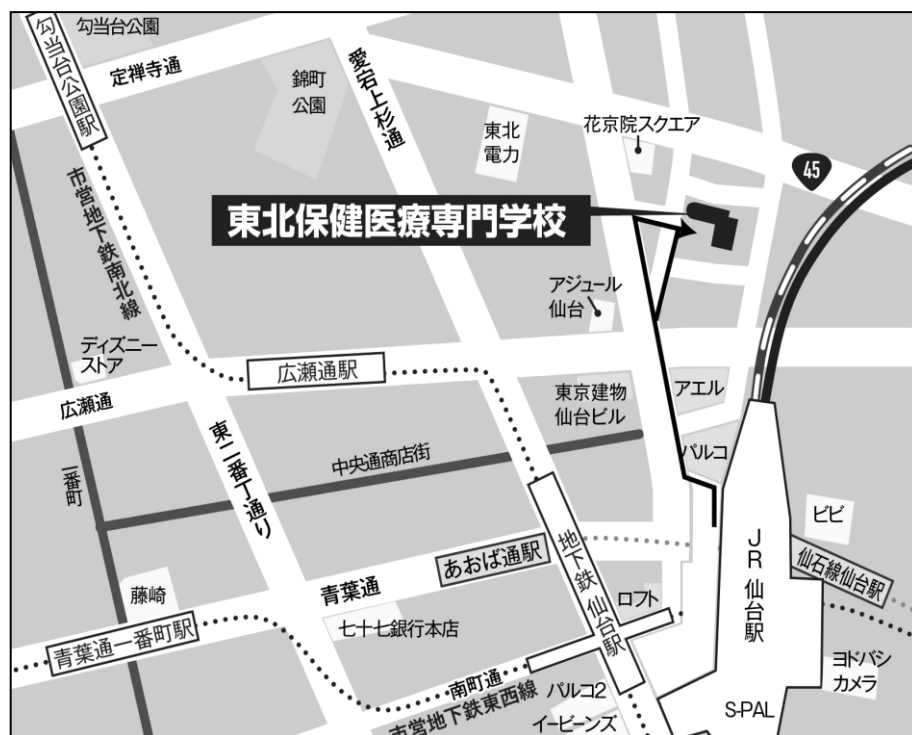 勾当台公園
勾当台公園駅
定禅寺通
錦町
公園
愛宕上杉通
東北
電力
花京院スクエア
45
市営地下鉄南北線
東北保健医療専門学校
アジュール
仙台
ディズニー
ストア
広瀬通駅
広瀬通
東京建物
仙台ビル
アエル
パルコ
東二番丁通り
中央通商店街
一番町
地下鉄 仙台駅
JR 仙台駅
ビビ
仙石線仙台駅
あおば通駅
青葉通
藤崎
ロフト
七十七銀行本店
青葉通一番町駅
南町通
市営地下鉄東西線
パルコ2
イービーンズ
ヨドバシ
カメラ
S-PAL